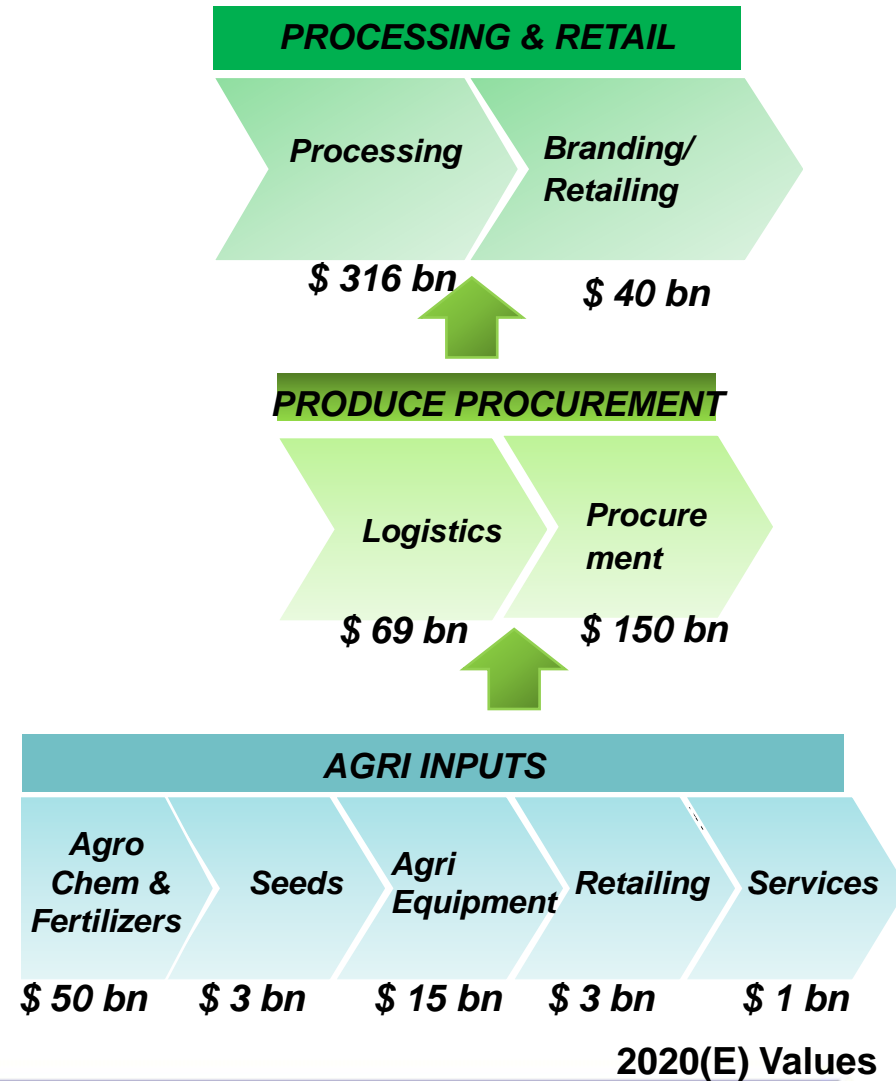 PROCESSING & RETAIL
Processing
Branding/
Retailing
$ 316 bn
$ 40 bn
PRODUCE PROCUREMENT
Logistics
Procure
ment
$ 69 bn
$ 150 bn
AGRI INPUTS
Agro
Chem &
Fertilizers
Seeds
Agri
Equipment
Retailing
Services
$ 50 bn
$ 3 bn
$ 15 bn
$ 3 bn
$ 1 bn
2020(E) Values